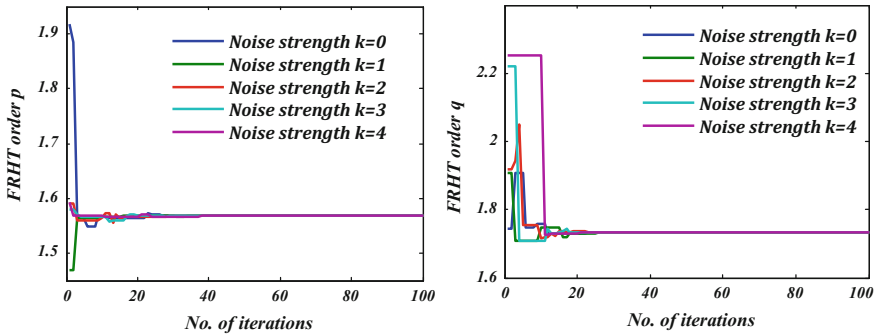 1.9
1.8
1.7
1.6
1.5
FRHT order p
Noise strength k=0
Noise strength k=1
Noise strength k=2
Noise strength k=3
Noise strength k=4
0 20 40 60 80 100
No. of iterations
2.2
2
1.8
1.6
FRHT order q
Noise strength k=0
Noise strength k=1
Noise strength k=2
Noise strength k=3
Noise strength k=4
0 20 40 60 80 100
No. of iterations